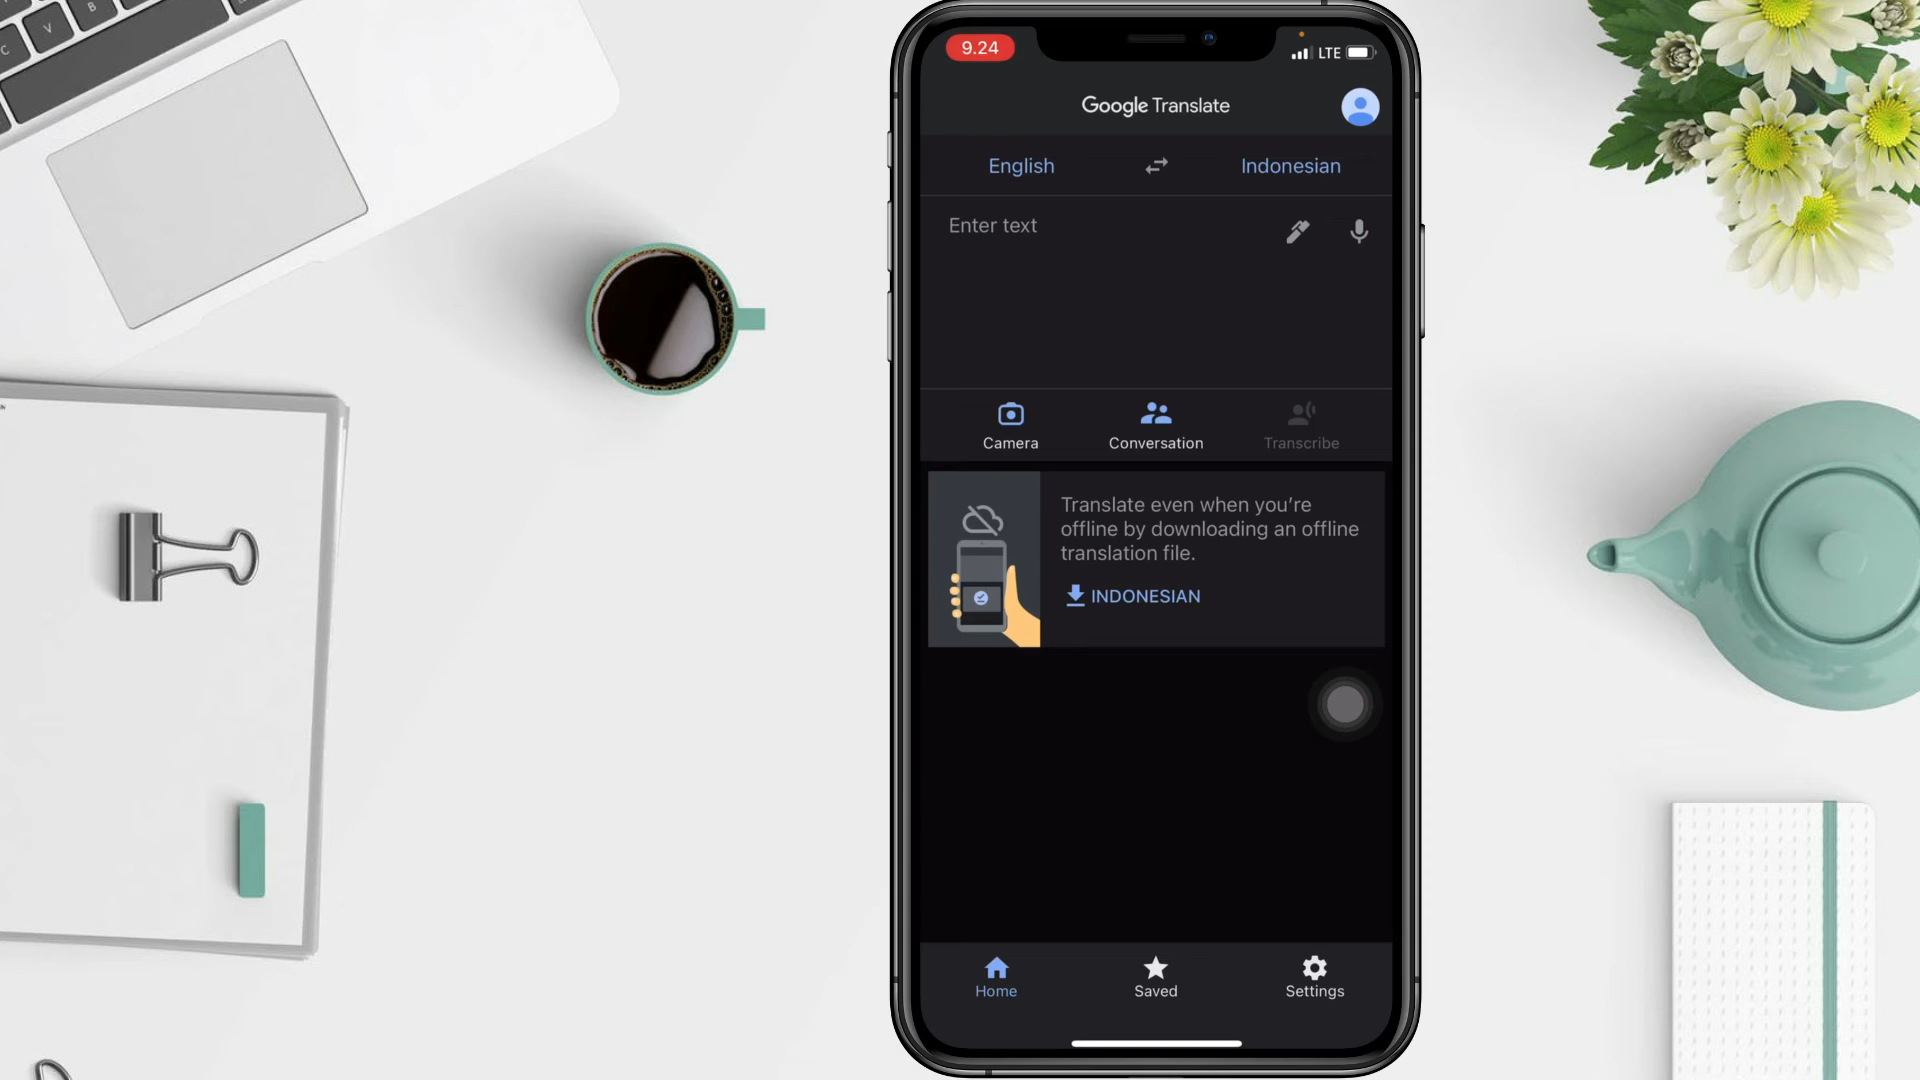 C
V
B
9.24
LTE
Google Translate
English
Indonesian
Enter text
Camera
Conversation
Transcribe
Translate even when you're
offline by downloading an offline
translation file.
INDONESIAN
Home
Saved
Settings